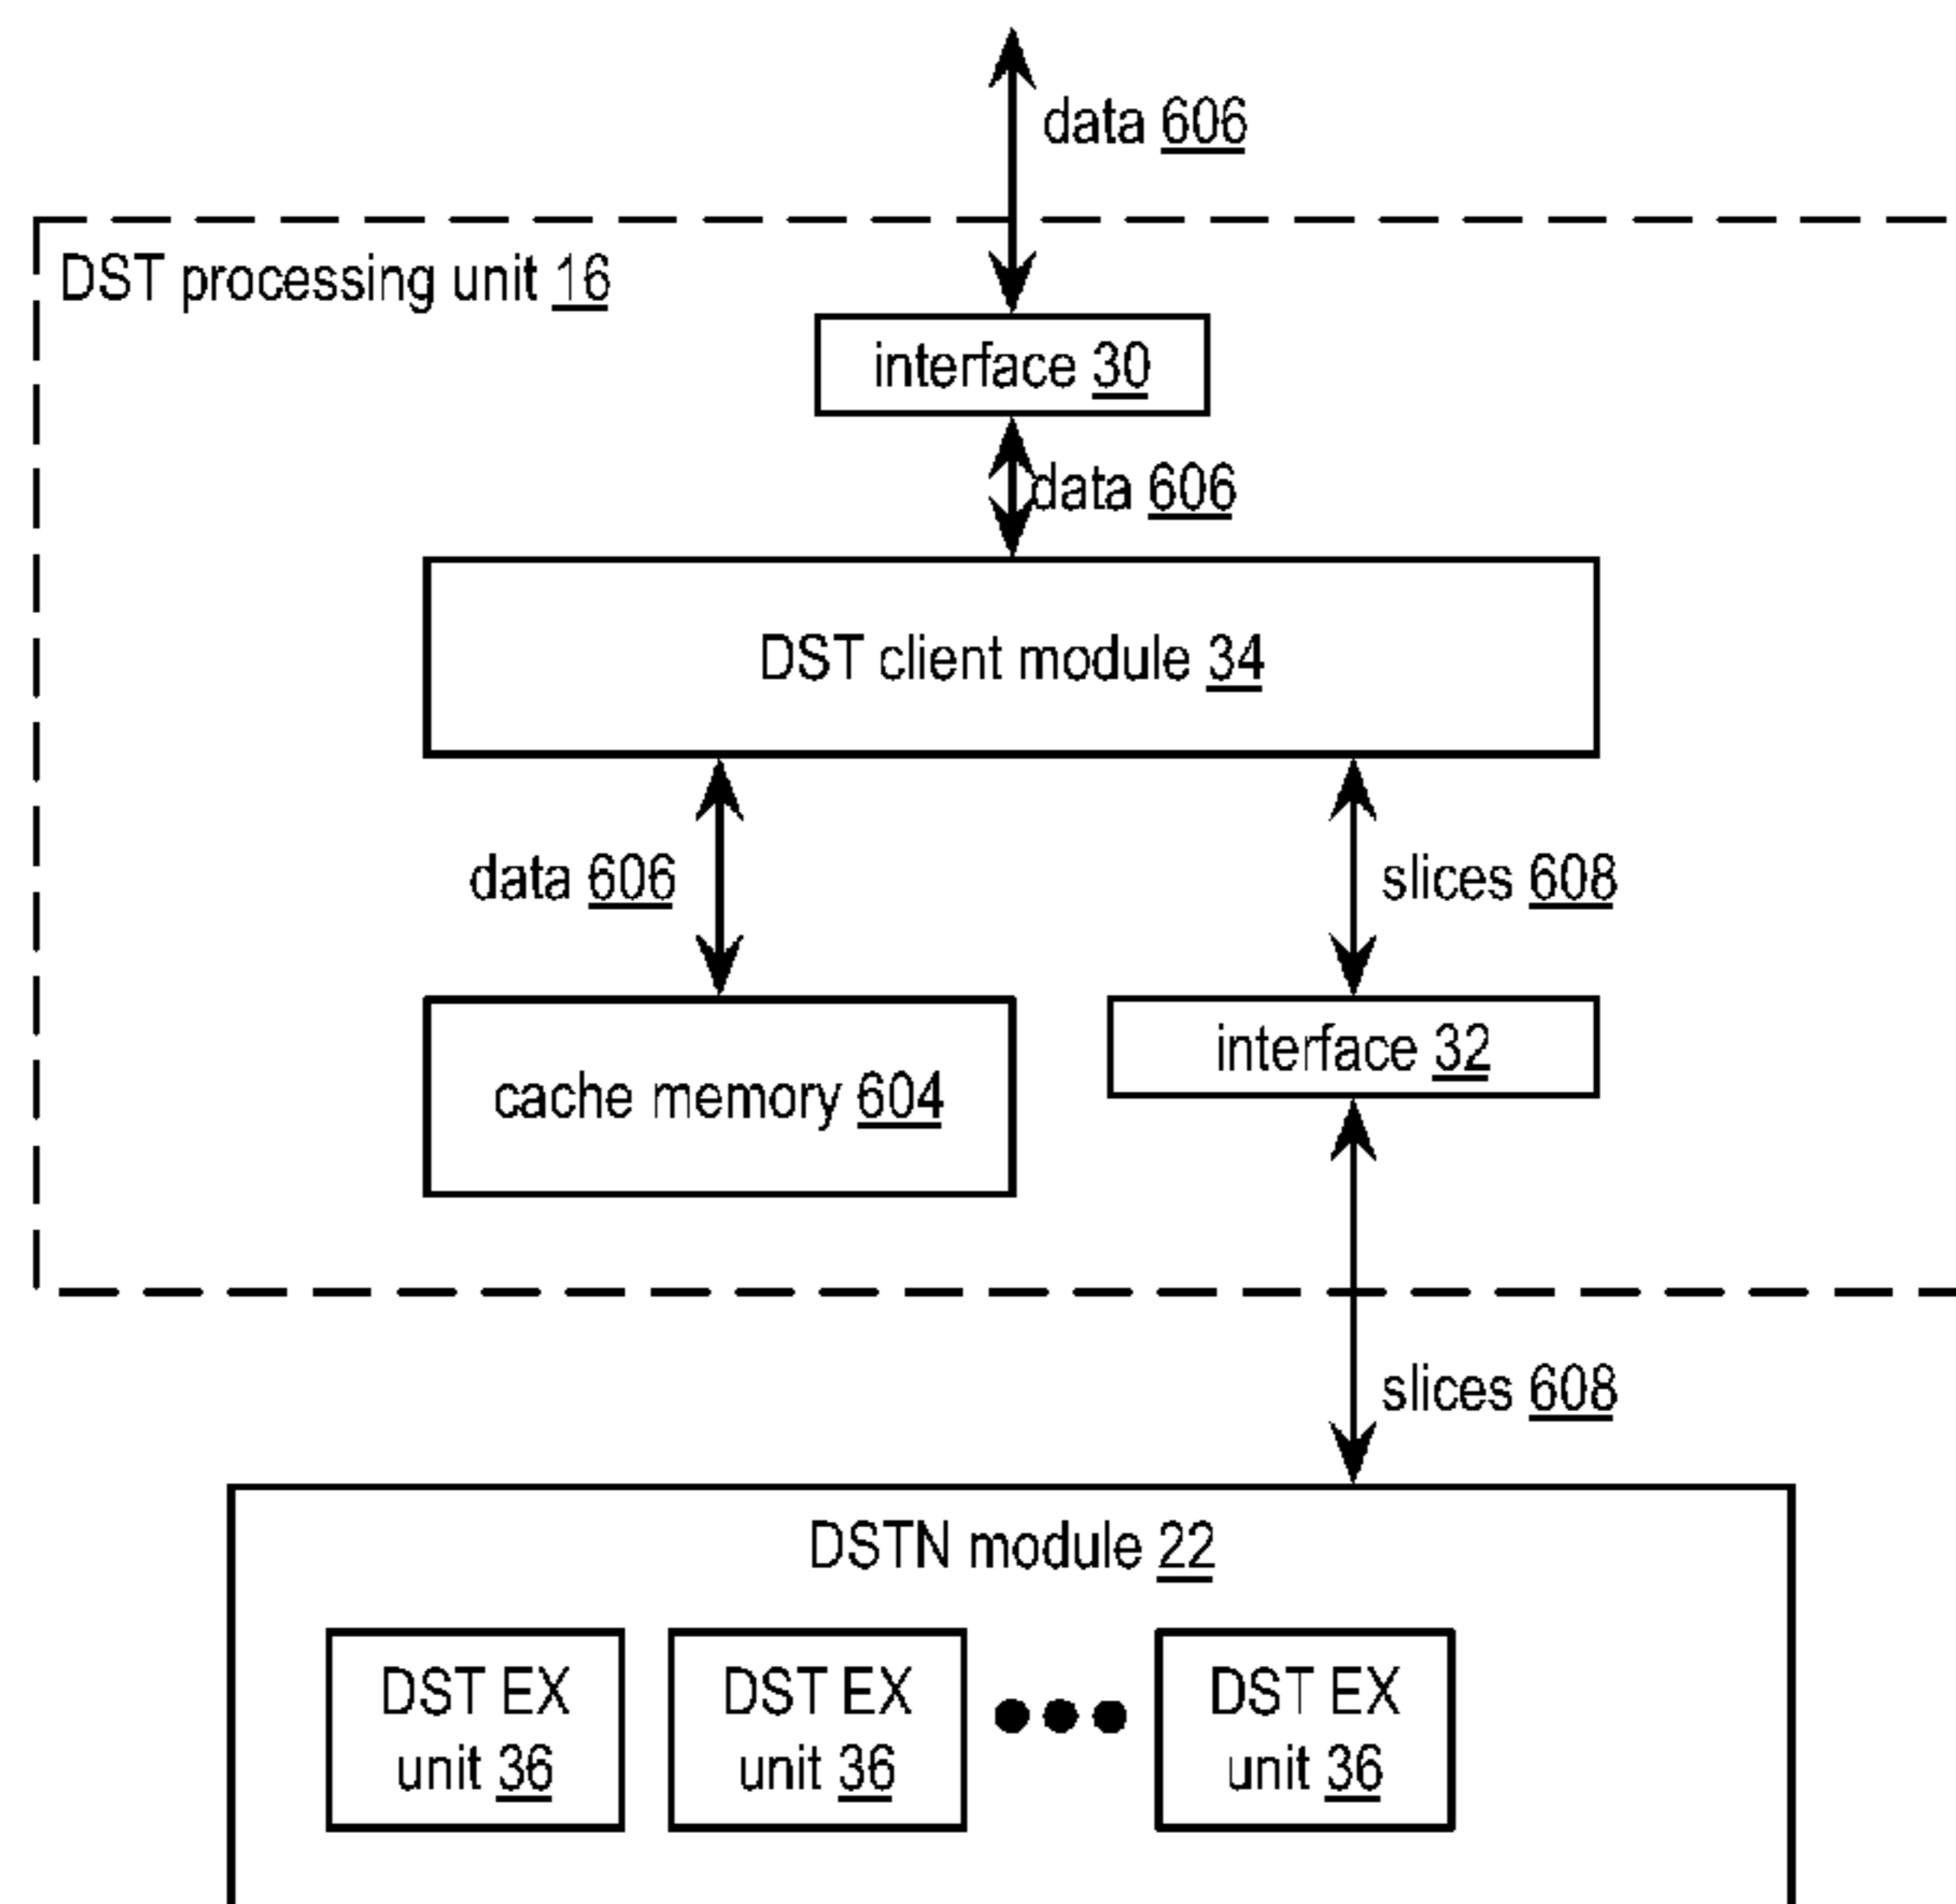 data 606
DST processing unit 16
interface 30
data 606
DST client module 34
data 606
slices 608
interface 32
cache memory 604
slices 608
DSTN module 22
DST EX
unit 36
DST EX
unit 36
DST EX
unit 36